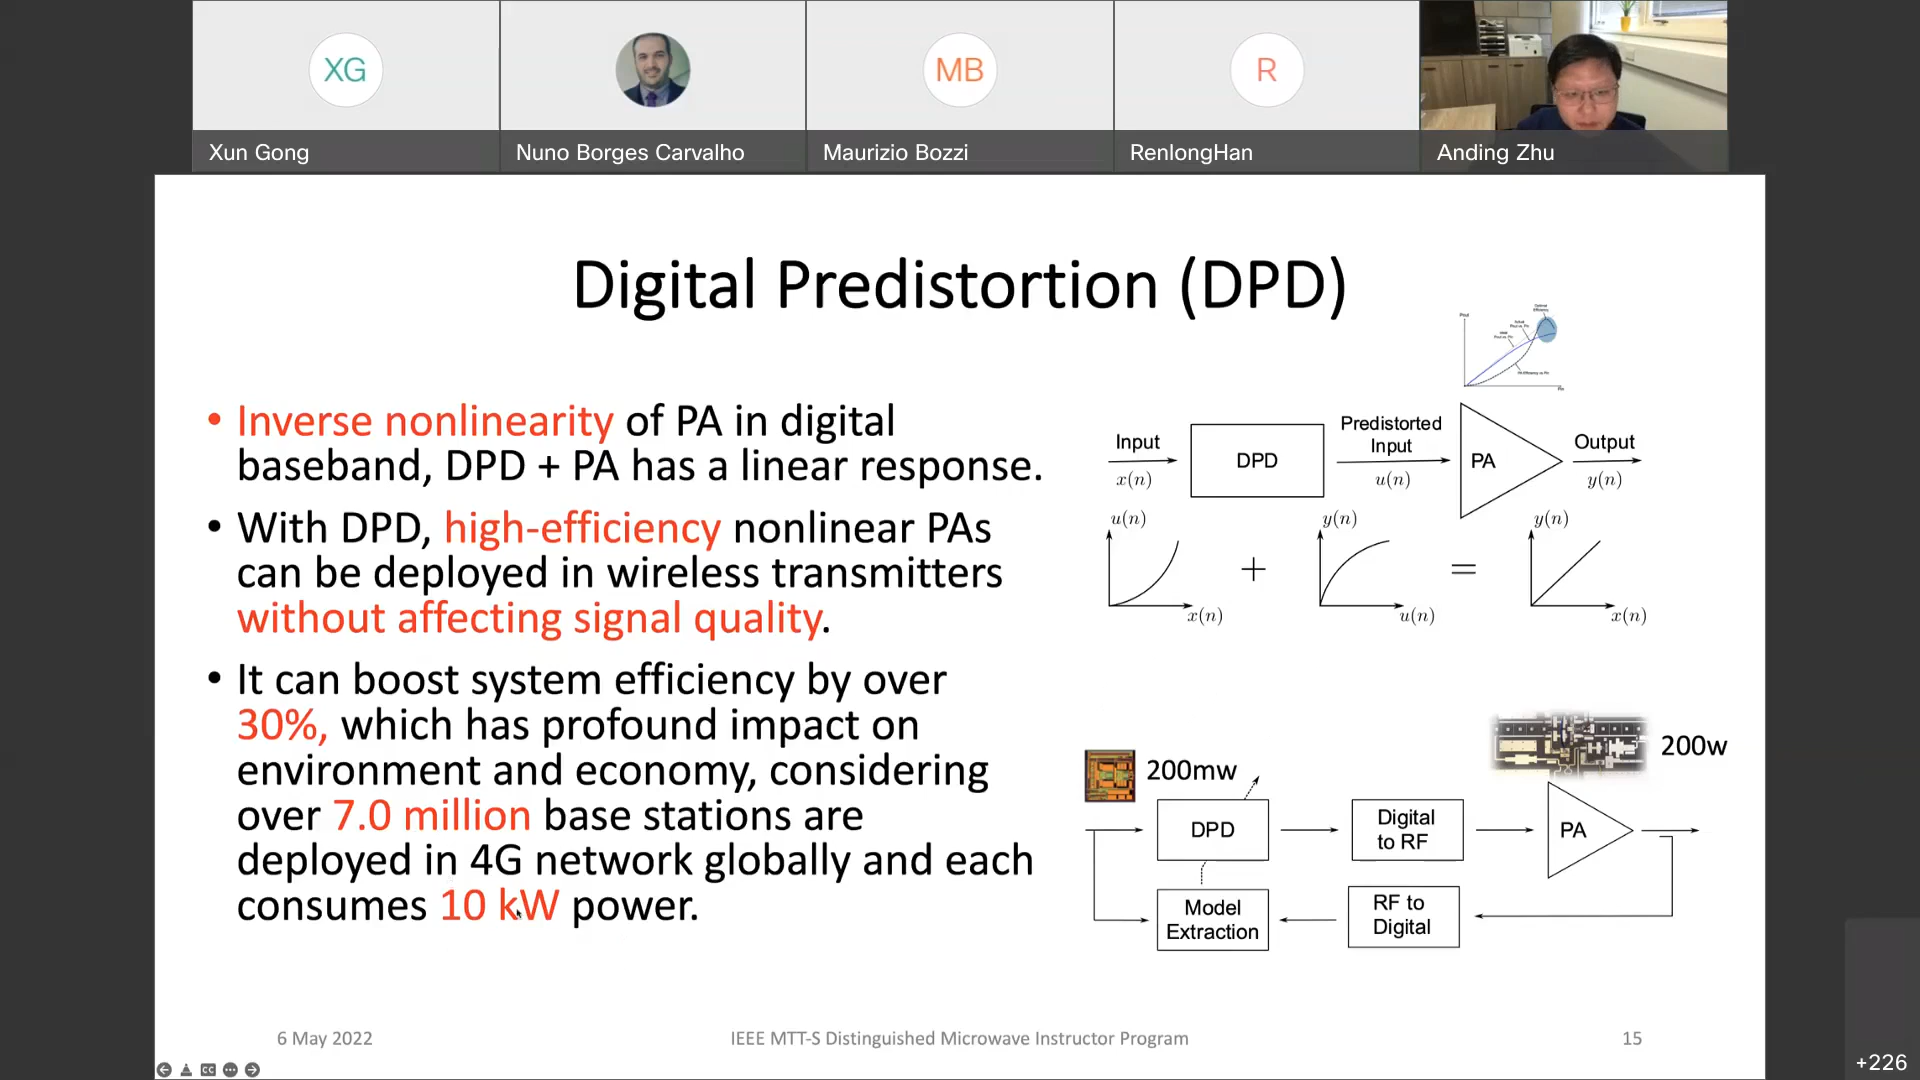 XG
MB
R
Xun Gong
Nuno Borges Carvalho
Maurizio Bozzi
RenlongHan
Anding Zhu
Digital Predistortion (DPD)
• Inverse nonlinearity of PA in digital
baseband, DPD + PA has a linear response.
• With DPD, high-efficiency nonlinear PAs
can be deployed in wireless transmitters
without affecting signal quality.
• It can boost system efficiency by over
30%, which has profound impact on
environment and economy, considering
over 7.0 million base stations are
deployed in 4G network globally and each
consumes 10 kW power.
Input
x(n)
DPD
Predistorted
Input
u(n)
PA
Output
y(n)
u(n)
x(n)
+
y(n)
u(n)
=
y(n)
x(n)
200mw
200w
DPD
Digital
to RF
PA
Model
Extraction
RF to
Digital
6 May 2022
IEEE MTT-S Distinguished Microwave Instructor Program
15
CC
+226